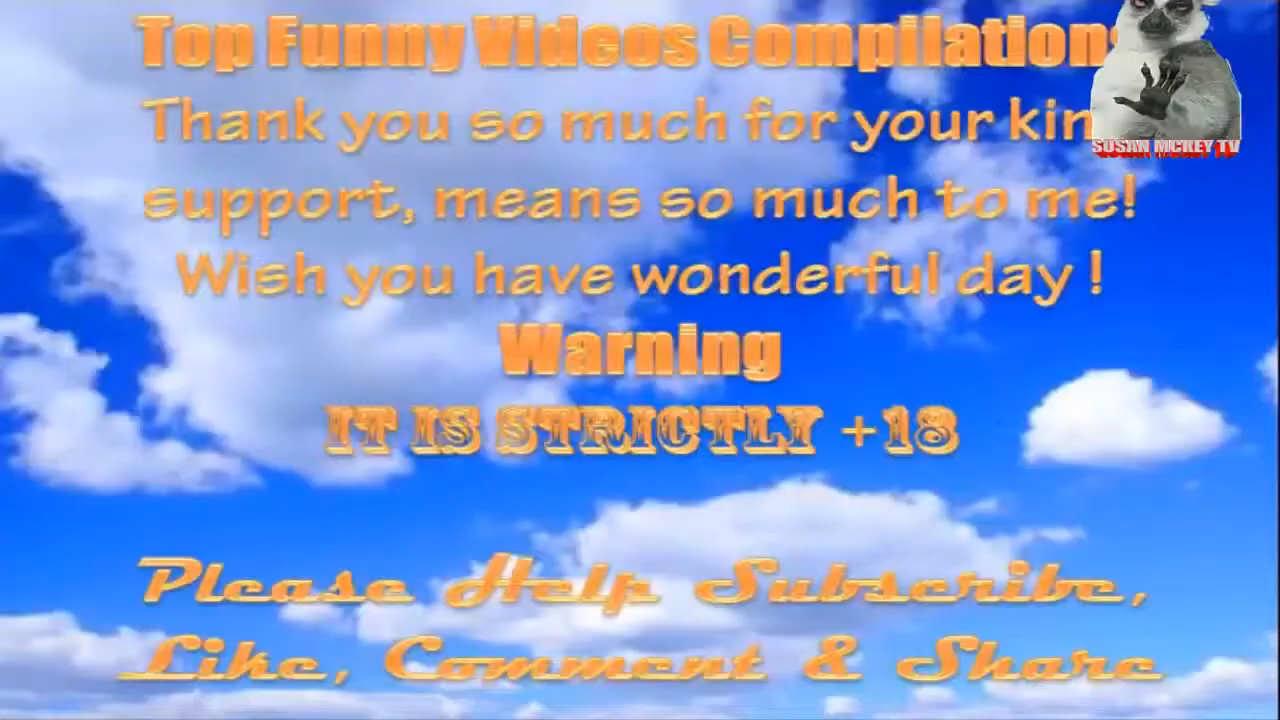 Top Funny Videos Compilation
Thank you so much for your kin
support, means so much to me!
Wish you have wonderful day !
Warning
IT IS STRICTLY +18
Please Help Subscribe,
Like, Comment & Share
SUSAN MCKEY TV